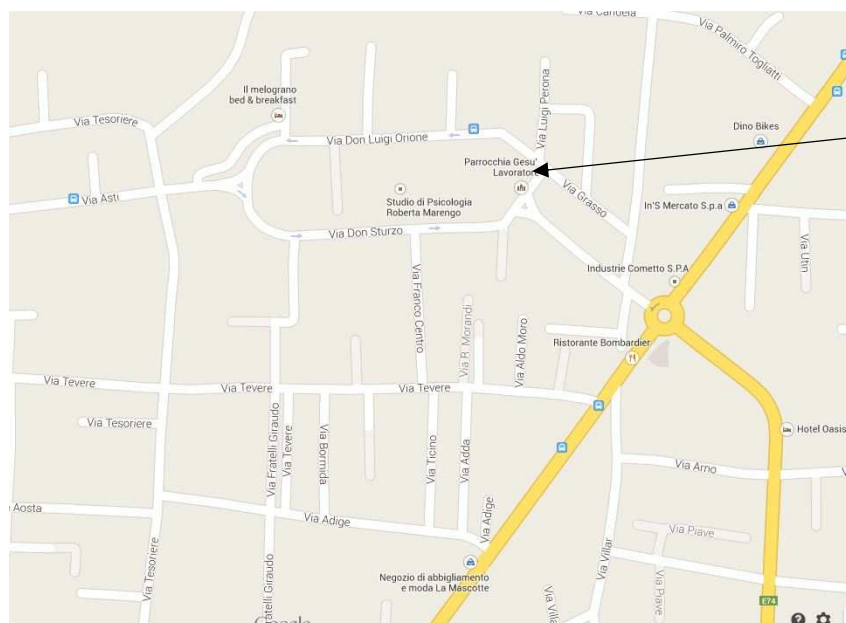 Via Candela
Via Palmiro Togliatti
Il melograno
bed & breakfast
Via Tesoriere
Via Don Luigi Orione
Via Luigi Perona
Dino Bikes
Parrocchia Gesu'
Lavoratore
Via Grasso
Via Asti
Studio di Psicologia
Roberta Marengo
In'S Mercato S.p.a
Via Don Sturzo
Via Utin
Via Franco Centro
Industrie Cometto S.P.A
Via R. Morandi
Via Aldo Moro
Ristorante Bombardier
Via Tevere
Via Tevere
Via Tevere
Via Tesoriere
Via Fratelli Giraudo
Via Tevere
Via Bormida
Via Ticino
Via Adda
Hotel Oasis
Via Arno
Aosta
Via Adige
Via Adige
Via Piave
Via Villar
Via Tesoriere
Via Fratelli Giraudo
Negozio di abbigliamento
e moda La Mascotte
Via Piave
E74
Google